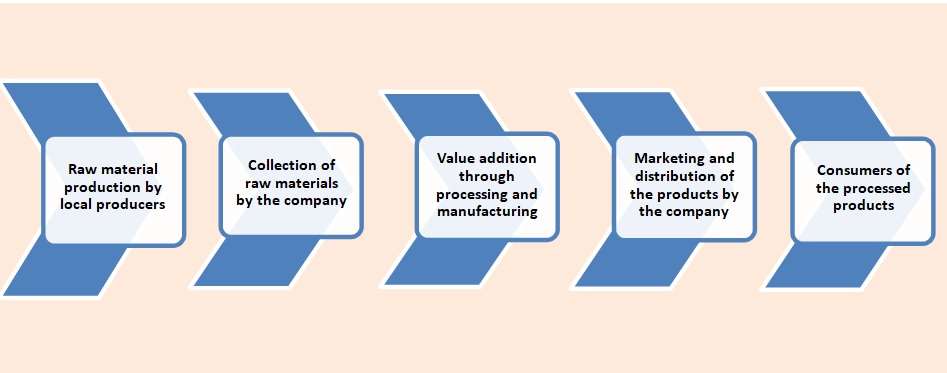 Raw material
production by
local producers
Collection of
raw materials
by the company
Value addition
through
processing and
manufacturing
Marketing and
distribution of
the products by
the company
Consumers of
the processed
products